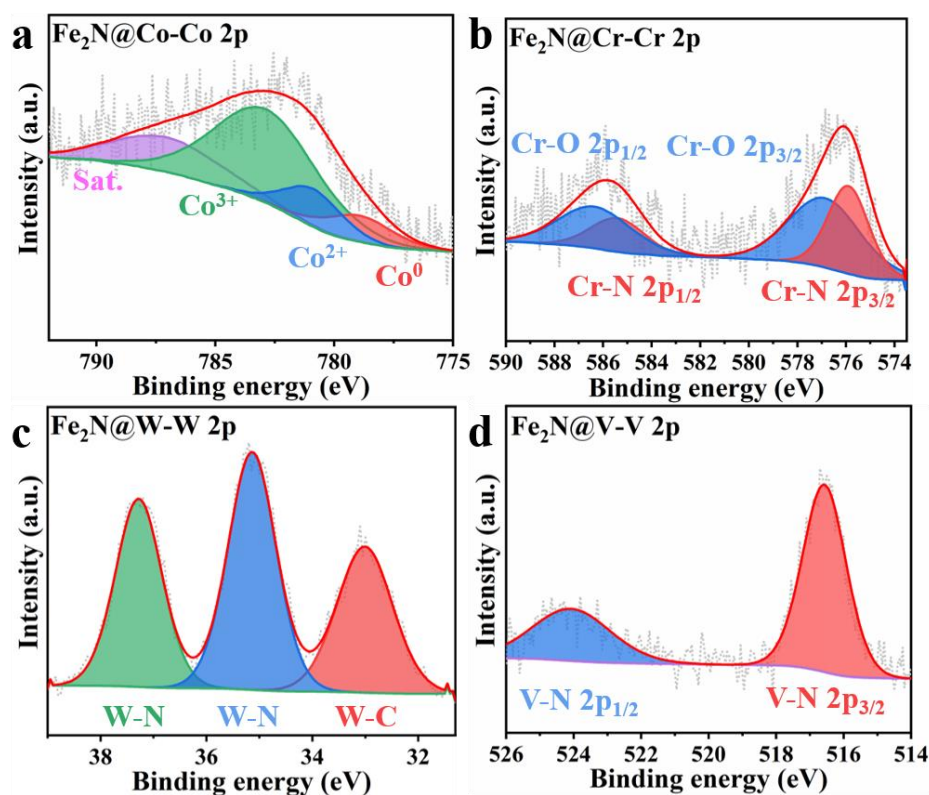 a
Fe₂N@Co-Co 2p
Intensity (a.u.)
Sat.
Co³⁺
Co²⁺
Co⁰
790 785 780 775
Binding energy (eV)
b
Fe₂N@Cr-Cr 2p
Intensity (a.u.)
Cr-O 2p₁/₂
Cr-O 2p₃/₂
Cr-N 2p₁/₂
Cr-N 2p₃/₂
590 588 586 584 582 580 578 576 574
Binding energy (eV)
c
Fe₂N@W-W 2p
Intensity (a.u.)
W-N
W-N
W-C
38 36 34 32
Binding energy (eV)
d
Fe₂N@V-V 2p
Intensity (a.u.)
V-N 2p₁/₂
V-N 2p₃/₂
526 524 522 520 518 516 514
Binding energy (eV)